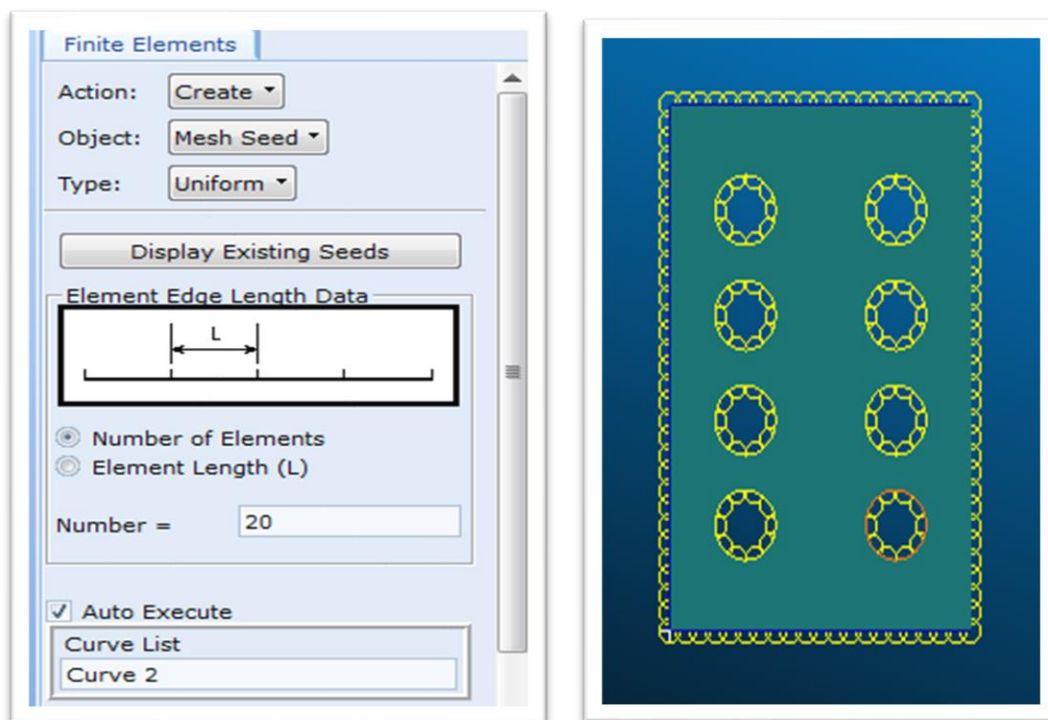 Finite Elements
Action: Create
Object: Mesh Seed
Type: Uniform
Display Existing Seeds
Element Edge Length Data
L
Number of Elements
Element Length (L)
Number = 20
Auto Execute
Curve List
Curve 2